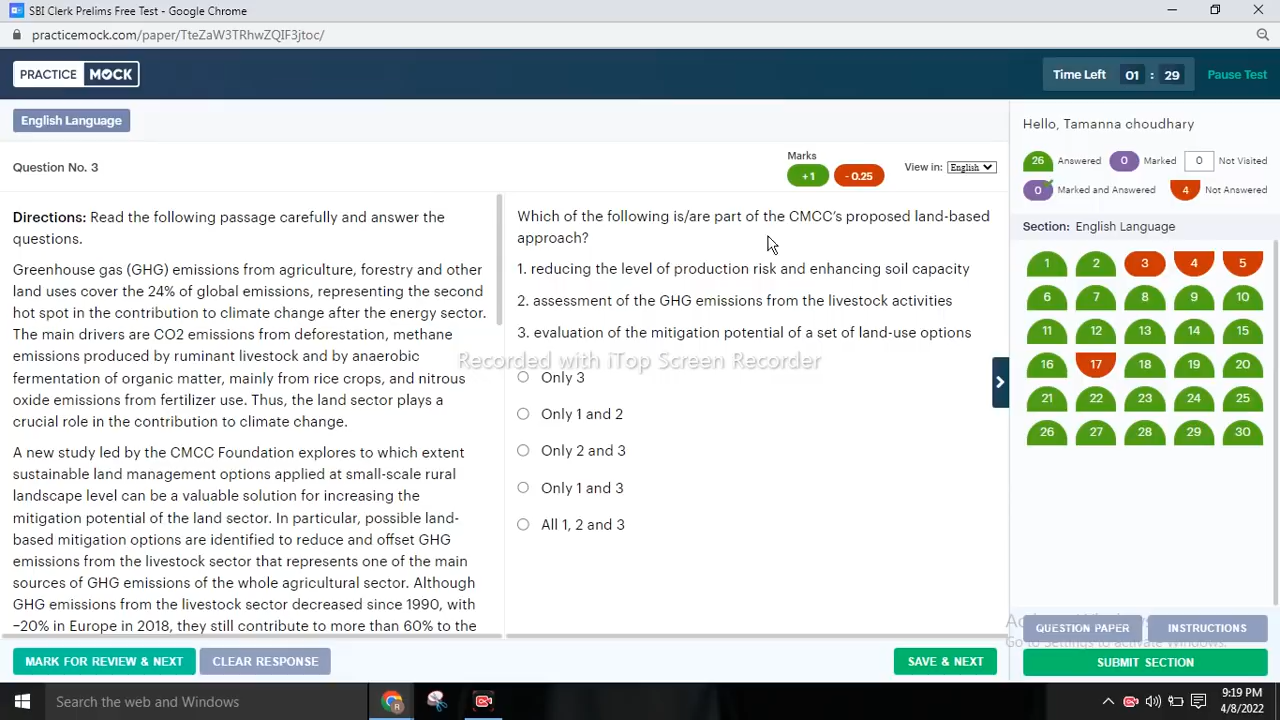 SBI Clerk Prelims Free Test - Google Chrome
practicemock.com/paper/TteZaW3TRhwZQIF3jtoc/
PRACTICE MOCK
Time Left 01 : 29 Pause Test
English Language
Hello, Tamanna choudhary
Question No. 3
Marks
+ 1 - 0.25
View in: English
26 Answered 0 Marked 0 Not Visited
0 Marked and Answered 4 Not Answered
Section: English Language
Directions: Read the following passage carefully and answer the
questions.
Greenhouse gas (GHG) emissions from agriculture, forestry and other
land uses cover the 24% of global emissions, representing the second
hot spot in the contribution to climate change after the energy sector.
The main drivers are CO2 emissions from deforestation, methane
emissions produced by ruminant livestock and by anaerobic
fermentation of organic matter, mainly from rice crops, and nitrous
oxide emissions from fertilizer use. Thus, the land sector plays a
crucial role in the contribution to climate change.
A new study led by the CMCC Foundation explores to which extent
sustainable land management options applied at small-scale rural
landscape level can be a valuable solution for increasing the
mitigation potential of the land sector. In particular, possible land-
based mitigation options are identified to reduce and offset GHG
emissions from the livestock sector that represents one of the main
sources of GHG emissions of the whole agricultural sector. Although
GHG emissions from the livestock sector decreased since 1990, with
−20% in Europe in 2018, they still contribute to more than 60% to the
Which of the following is/are part of the CMCC's proposed land-based
approach?
1. reducing the level of production risk and enhancing soil capacity
2. assessment of the GHG emissions from the livestock activities
3. evaluation of the mitigation potential of a set of land-use options
Recorded with iTop Screen Recorder
Only 3
Only 1 and 2
Only 2 and 3
Only 1 and 3
All 1, 2 and 3
1 2 3 4 5
6 7 8 9 10
11 12 13 14 15
16 17 18 19 20
21 22 23 24 25
26 27 28 29 30
Go to Settings to activate Windows.
QUESTION PAPER INSTRUCTIONS
MARK FOR REVIEW & NEXT CLEAR RESPONSE SAVE & NEXT SUBMIT SECTION
Search the web and Windows
9:19 PM
4/8/2022